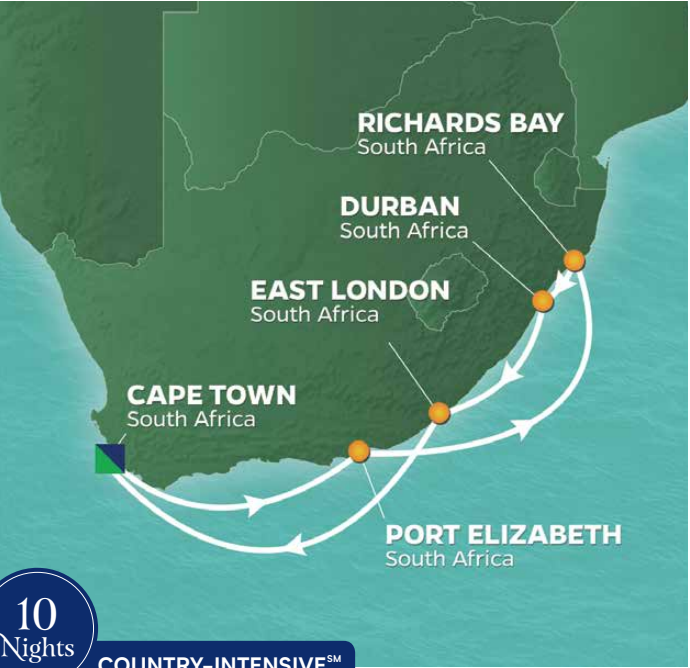 RICHARDS BAY
South Africa
DURBAN
South Africa
EAST LONDON
South Africa
CAPE TOWN
South Africa
PORT ELIZABETH
South Africa
10
Nights
COUNTRY-INTENSIVE℠